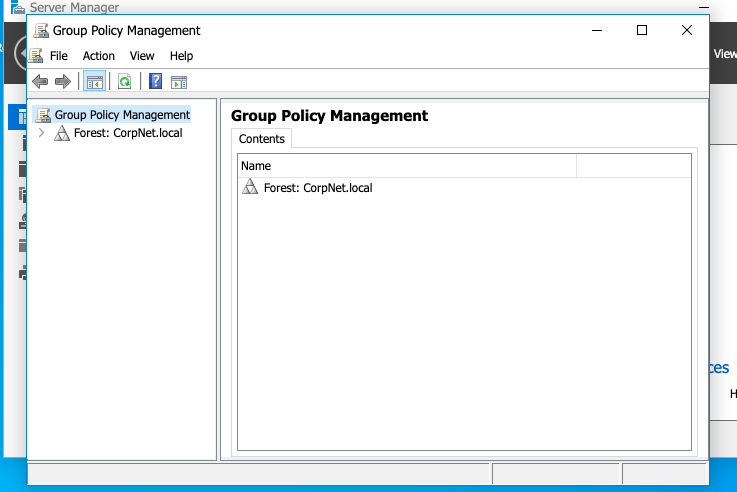 Server Manager
Group Policy Management
File Action View Help
View
Group Policy Management
Forest: CorpNet.local
Group Policy Management
Contents
Name
Forest: CorpNet.local